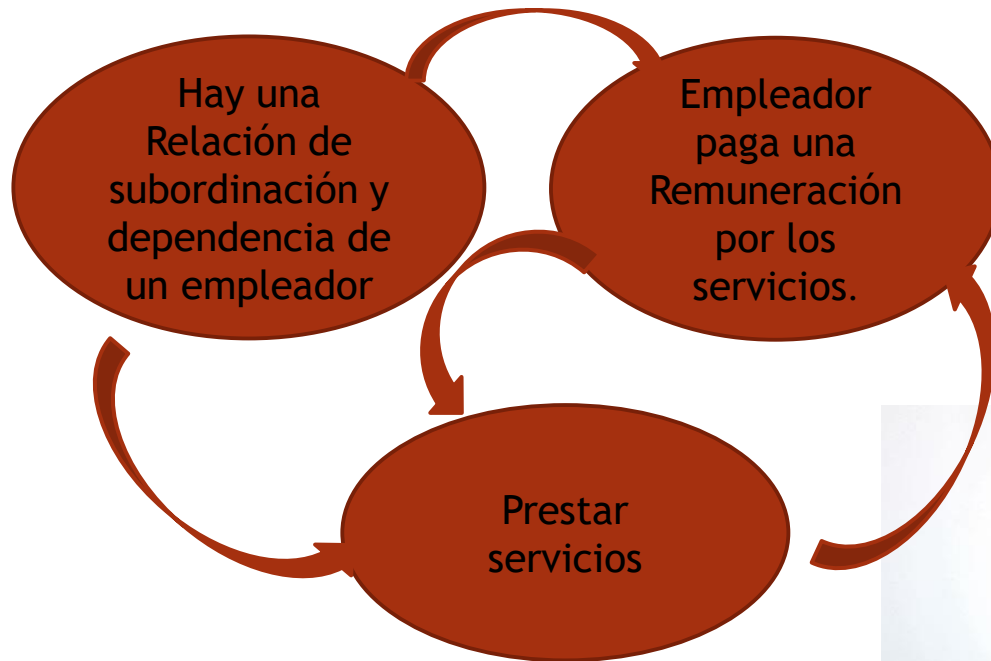 Hay una
Relación de
subordinación y
dependencia de
un empleador
Empleador
paga una
Remuneración
por los
servicios.
Prestar
servicios